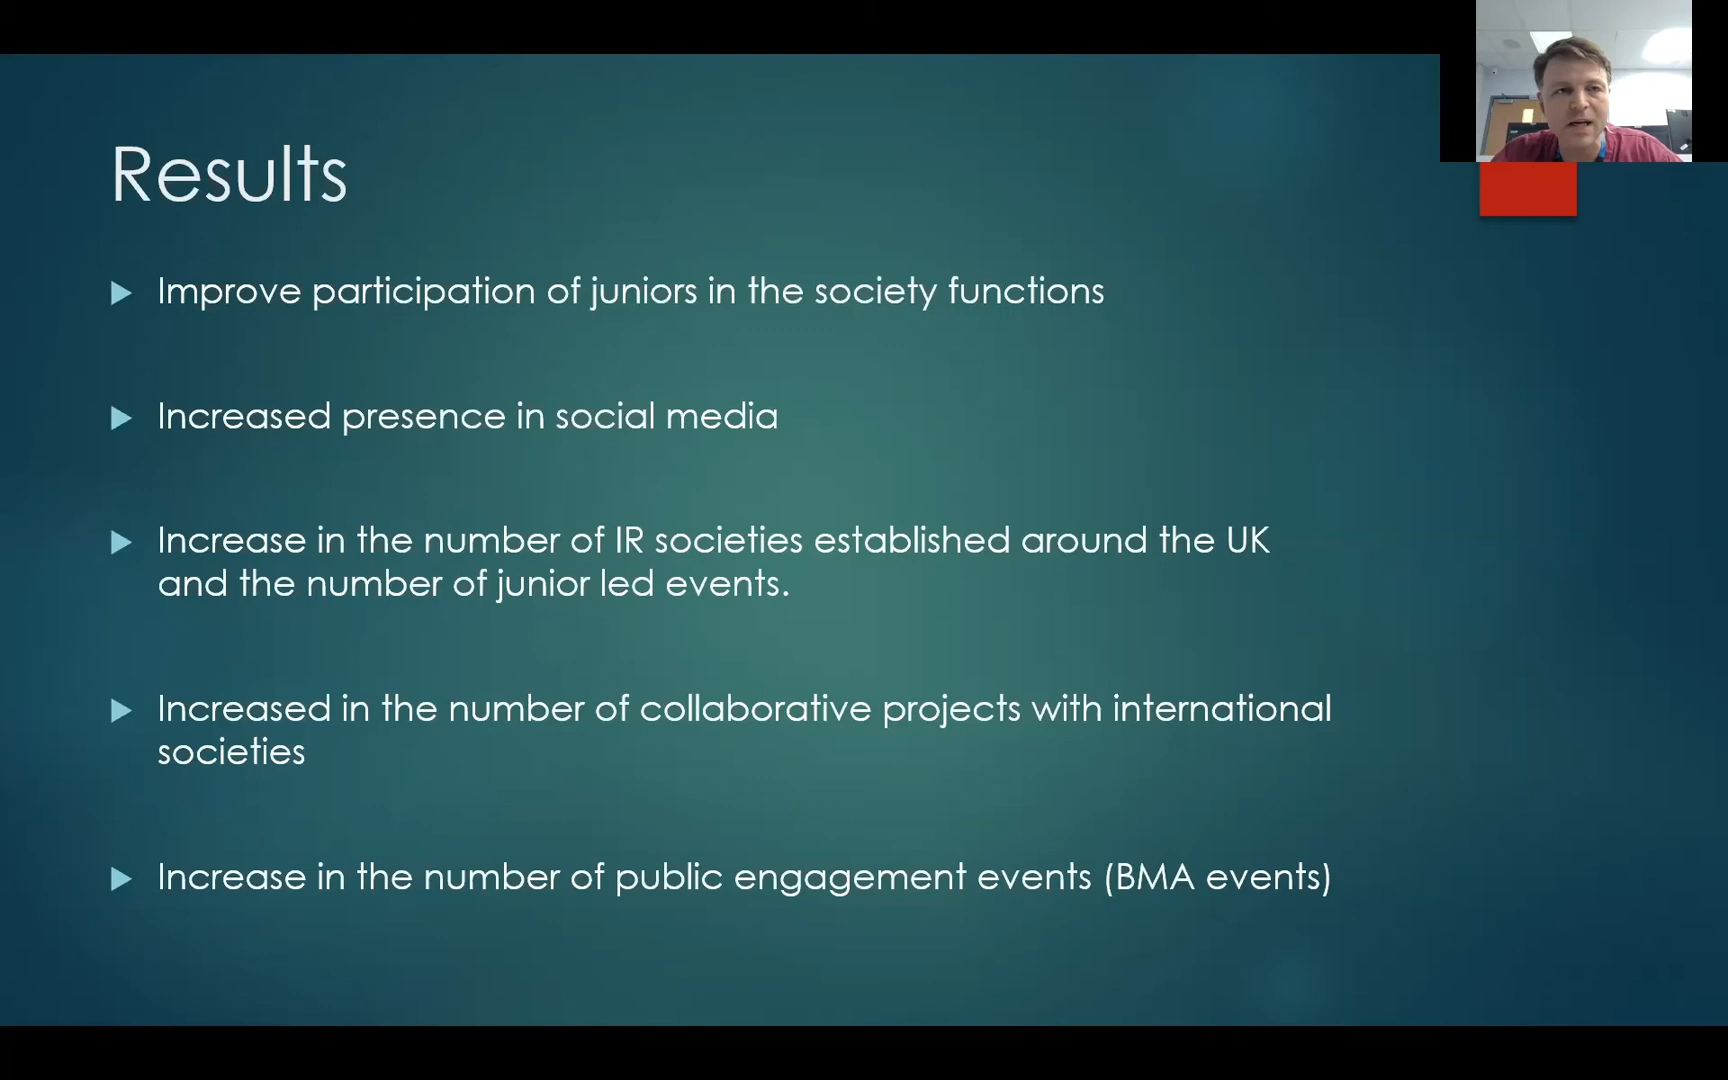 Results
Improve participation of juniors in the society functions
Increased presence in social media
Increase in the number of IR societies established around the UK
and the number of junior led events.
Increased in the number of collaborative projects with international
societies
Increase in the number of public engagement events (BMA events)